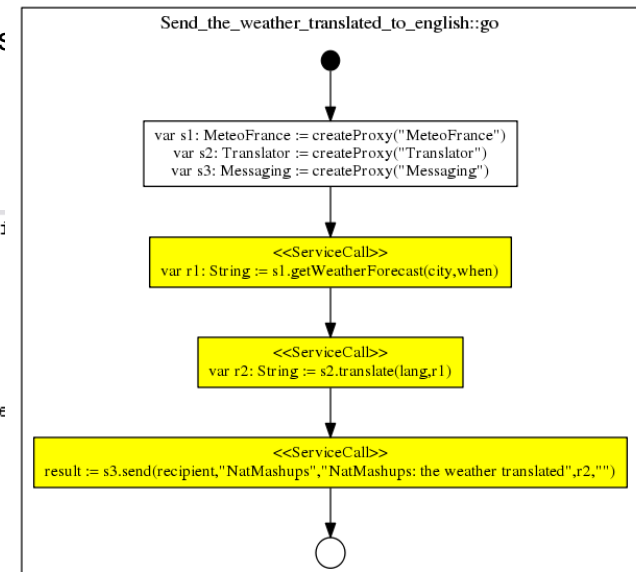 Send_the_weather_translated_to_english::go
var s1: MeteoFrance := createProxy("MeteoFrance")
var s2: Translator := createProxy("Translator")
var s3: Messaging := createProxy("Messaging")
<<ServiceCall>>
var r1: String := s1.getWeatherForecast(city,when)
<<ServiceCall>>
var r2: String := s2.translate(lang,r1)
<<ServiceCall>>
result := s3.send(recipient,"NatMashups","NatMashups: the weather translated",r2,"")